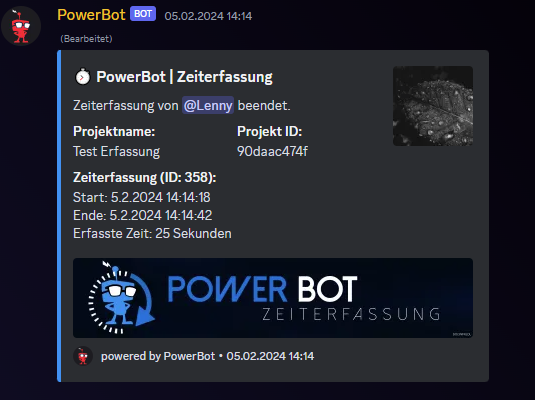 PowerBot BOT 05.02.2024 14:14
(Bearbeitet)
PowerBot | Zeiterfassung
Zeiterfassung von @Lenny beendet.
Projektname: Projekt ID:
Test Erfassung 90daac474f
Zeiterfassung (ID: 358):
Start: 5.2.2024 14:14:18
Ende: 5.2.2024 14:14:42
Erfasste Zeit: 25 Sekunden
POWER BOT
ZEITERFASSUNG
powered by PowerBot • 05.02.2024 14:14